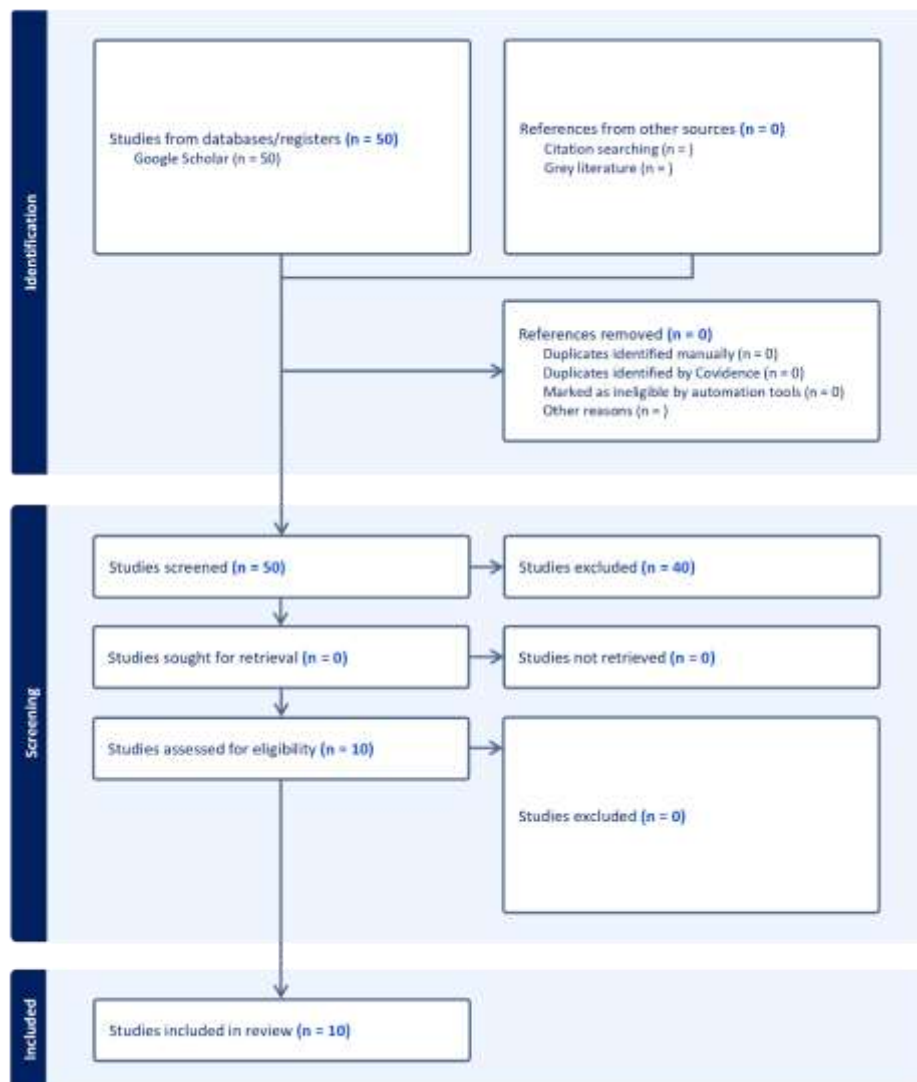 Identification
Studies from databases/registers (n = 50)
Google Scholar (n = 50)
References from other sources (n = 0)
Citation searching (n = )
Grey literature (n = )
References removed (n = 0)
Duplicates identified manually (n = 0)
Duplicates identified by Covidence (n = 0)
Marked as ineligible by automation tools (n = 0)
Other reasons (n = )
Screening
Studies screened (n = 50)
Studies excluded (n = 40)
Studies sought for retrieval (n = 0)
Studies not retrieved (n = 0)
Studies assessed for eligibility (n = 10)
Studies excluded (n = 0)
Included
Studies included in review (n = 10)